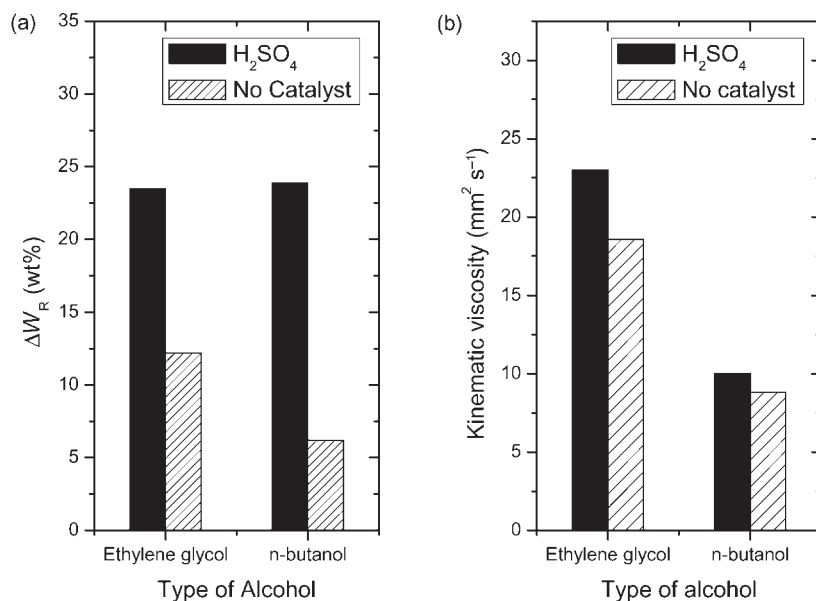 (a)
35
30
25
20
15
10
5
0
ΔW_R (wt%)
H₂SO₄
No Catalyst
Ethylene glycol
n-butanol
Type of Alcohol
(b)
30
25
20
15
10
5
0
Kinematic viscosity (mm² s⁻¹)
H₂SO₄
No catalyst
Ethylene glycol
n-butanol
Type of alcohol